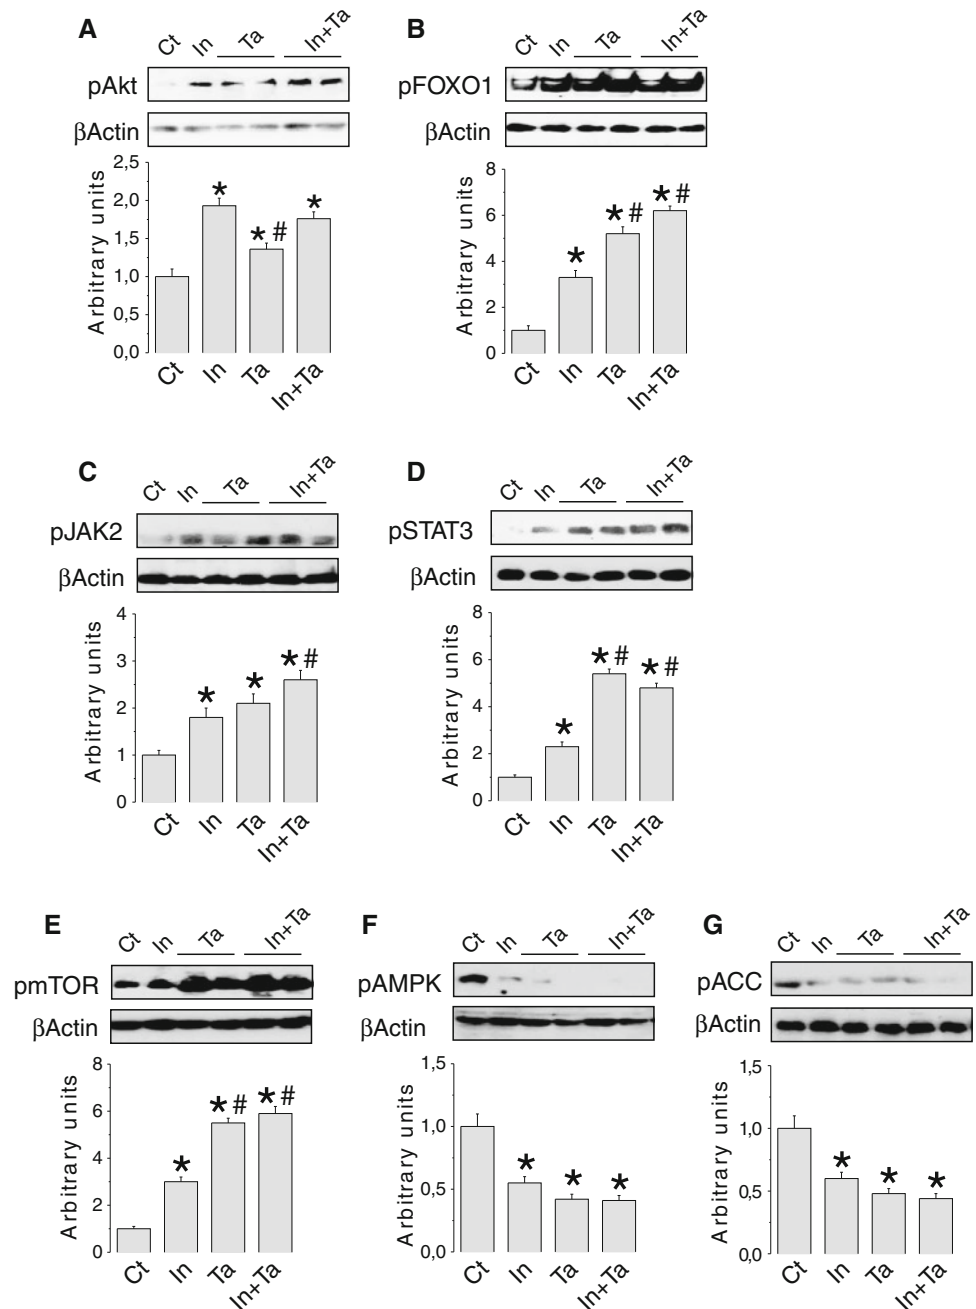 A
B
Ct In Ta In+Ta
Ct In Ta In+Ta
pAkt
pFOXO1
βActin
βActin
Arbitrary units
2,5
2,0
1,5
1,0
0,5
0,0
* * # *
Ct In Ta In+Ta
Arbitrary units
8
6
4
2
0
* * # * #
Ct In Ta In+Ta
C
D
Ct In Ta In+Ta
Ct In Ta In+Ta
pJAK2
pSTAT3
βActin
βActin
Arbitrary units
4
3
2
1
0
* * * #
Ct In Ta In+Ta
Arbitrary units
8
6
4
2
0
* * # * #
Ct In Ta In+Ta
E
F
G
Ct In Ta In+Ta
Ct In Ta In+Ta
Ct In Ta In+Ta
pmTOR
pAMPK
pACC
βActin
βActin
βActin
Arbitrary units
8
6
4
2
0
* * # * #
Ct In Ta In+Ta
Arbitrary units
1,5
1,0
0,5
0,0
* * *
Ct In Ta In+Ta
Arbitrary units
1,5
1,0
0,5
0,0
* * *
Ct In Ta In+Ta